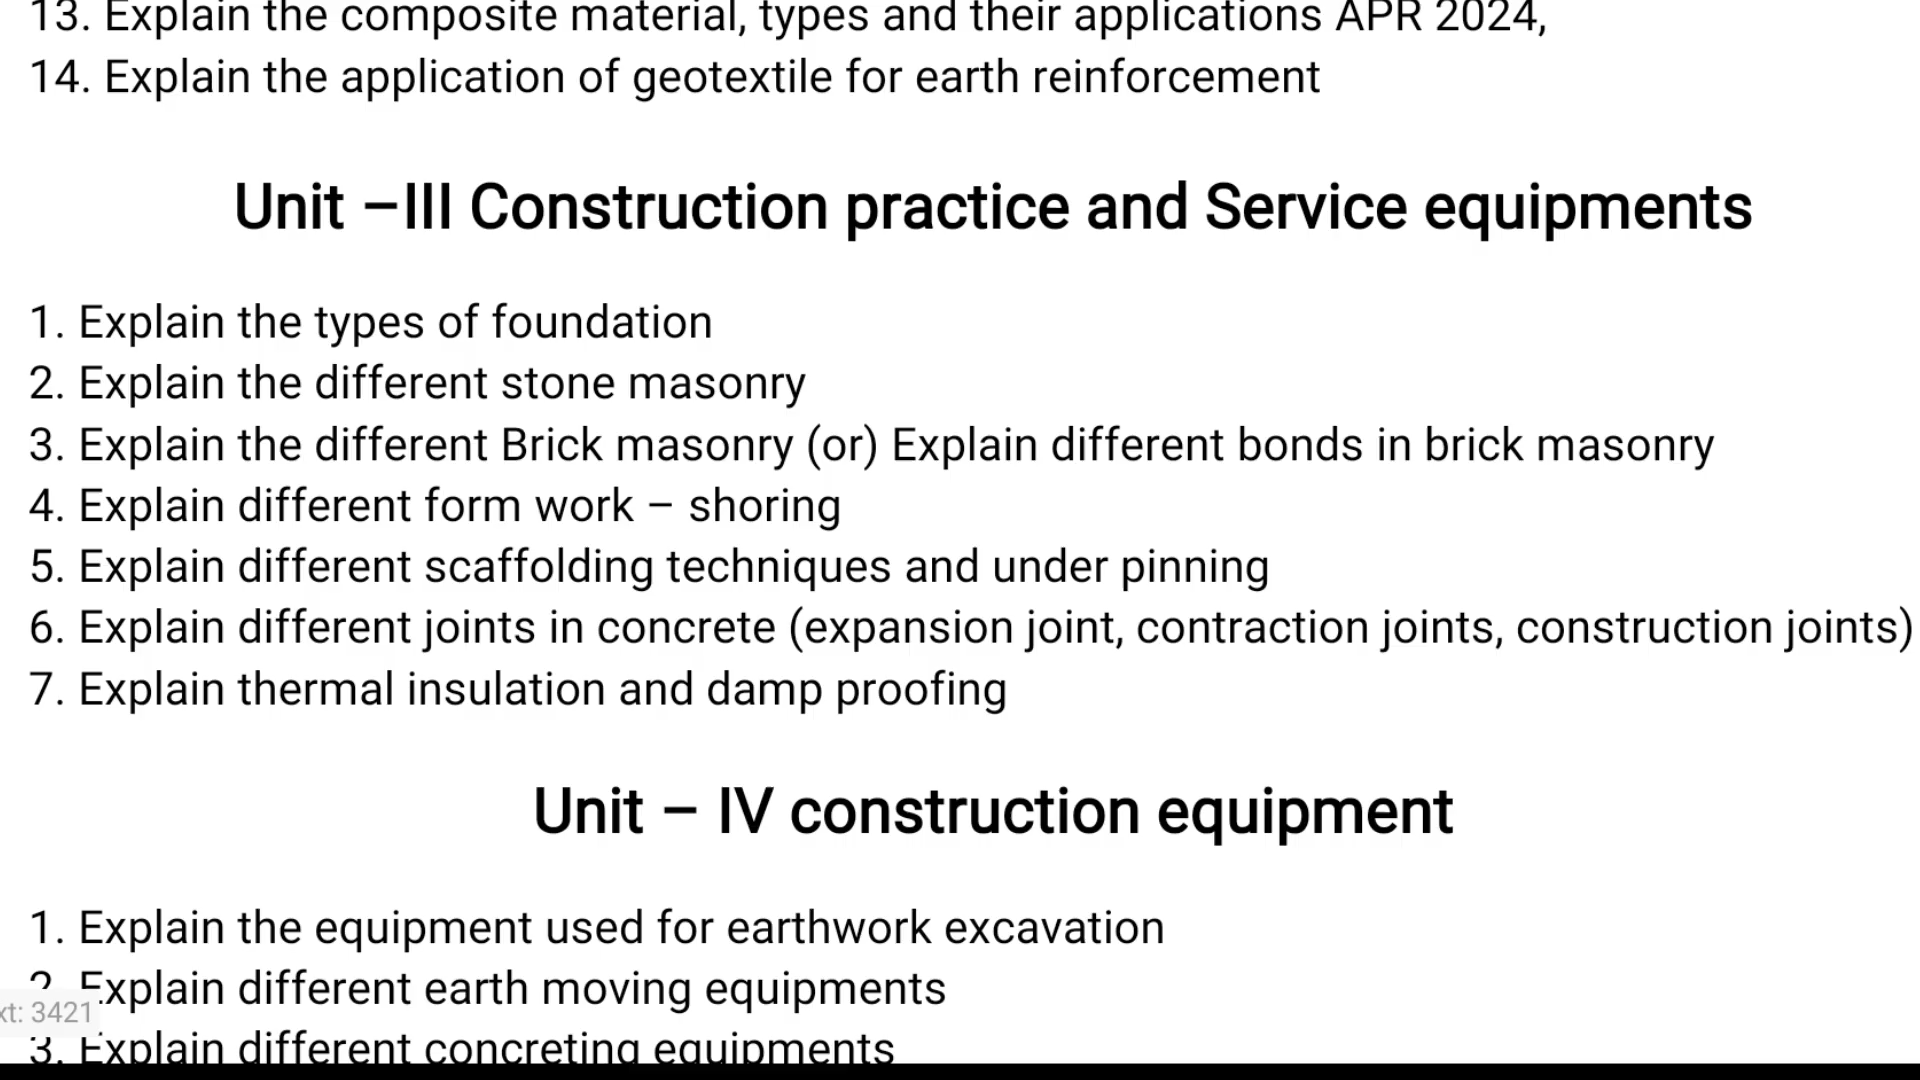 13. Explain the composite material, types and their applications APR 2024,
14. Explain the application of geotextile for earth reinforcement
Unit –III Construction practice and Service equipments
1. Explain the types of foundation
2. Explain the different stone masonry
3. Explain the different Brick masonry (or) Explain different bonds in brick masonry
4. Explain different form work – shoring
5. Explain different scaffolding techniques and under pinning
6. Explain different joints in concrete (expansion joint, contraction joints, construction joints)
7. Explain thermal insulation and damp proofing
Unit – IV construction equipment
1. Explain the equipment used for earthwork excavation
2. Explain different earth moving equipments
xt: 3421
3. Explain different concreting equipments